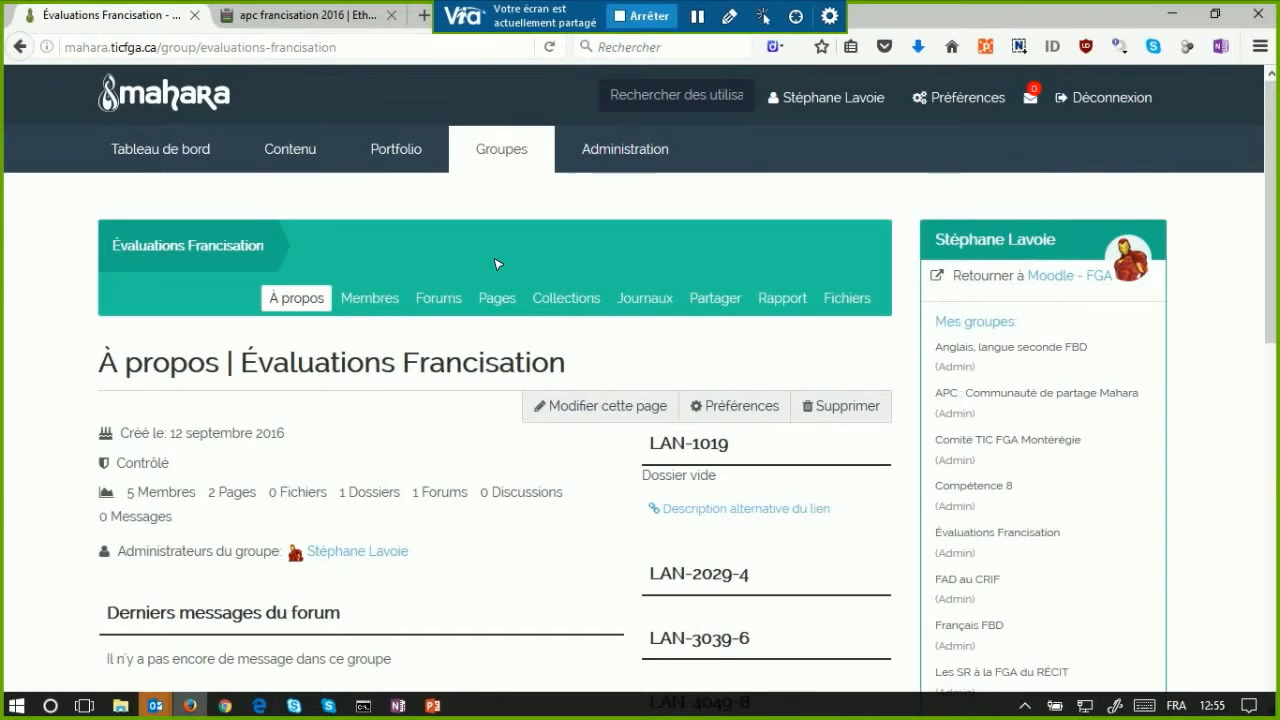 Évaluations Francisation - ...
apc francisation 2016 | Eth...
Vía
Votre écran est
actuellement partagé
Arrêter
mahara.ticfga.ca/group/evaluations-francisation
Rechercher
mahara
Rechercher des utilisa
Stéphane Lavoie
Préférences
0
Déconnexion
Tableau de bord
Contenu
Portfolio
Groupes
Administration
Évaluations Francisation
À propos
Membres
Forums
Pages
Collections
Journaux
Partager
Rapport
Fichiers
À propos | Évaluations Francisation
Modifier cette page
Préférences
Supprimer
Créé le: 12 septembre 2016
Contrôlé
5 Membres 2 Pages 0 Fichiers 1 Dossiers 1 Forums 0 Discussions
0 Messages
Administrateurs du groupe: Stéphane Lavoie
Derniers messages du forum
Il n'y a pas encore de message dans ce groupe
LAN-1019
Dossier vide
Description alternative du lien
LAN-2029-4
LAN-3039-6
LAN-4049-8
Stéphane Lavoie
Retourner à Moodle - FGA
Mes groupes:
Anglais, langue seconde FBD
(Admin)
APC : Communauté de partage Mahara
(Admin)
Comité TIC FGA Montérégie
(Admin)
Compétence 8
(Admin)
Évaluations Francisation
(Admin)
FAD au CRIF
(Admin)
Français FBD
(Admin)
Les SR à la FGA du RÉCIT
FRA
12:55